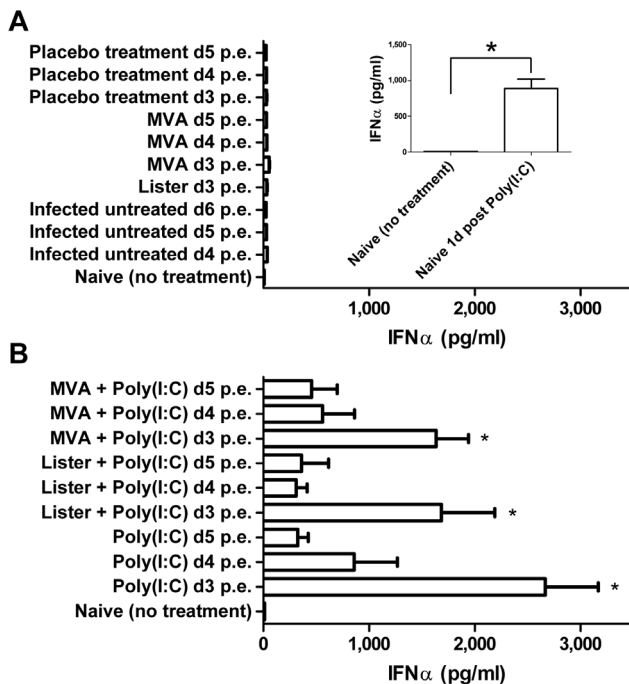 A
Placebo treatment d5 p.e.
Placebo treatment d4 p.e.
Placebo treatment d3 p.e.
MVA d5 p.e.
MVA d4 p.e.
MVA d3 p.e.
Lister d3 p.e.
Infected untreated d6 p.e.
Infected untreated d5 p.e.
Infected untreated d4 p.e.
Naive (no treatment)
1,000 2,000 3,000
IFNα (pg/ml)
IFNα (pg/ml)
1,500
1,000
500
0
*
Naive (no treatment)
Naive 1d post Poly(I:C)
B
MVA + Poly(I:C) d5 p.e.
MVA + Poly(I:C) d4 p.e.
MVA + Poly(I:C) d3 p.e. *
Lister + Poly(I:C) d5 p.e.
Lister + Poly(I:C) d4 p.e.
Lister + Poly(I:C) d3 p.e. *
Poly(I:C) d5 p.e.
Poly(I:C) d4 p.e.
Poly(I:C) d3 p.e. *
Naive (no treatment)
0 1,000 2,000 3,000
IFNα (pg/ml)